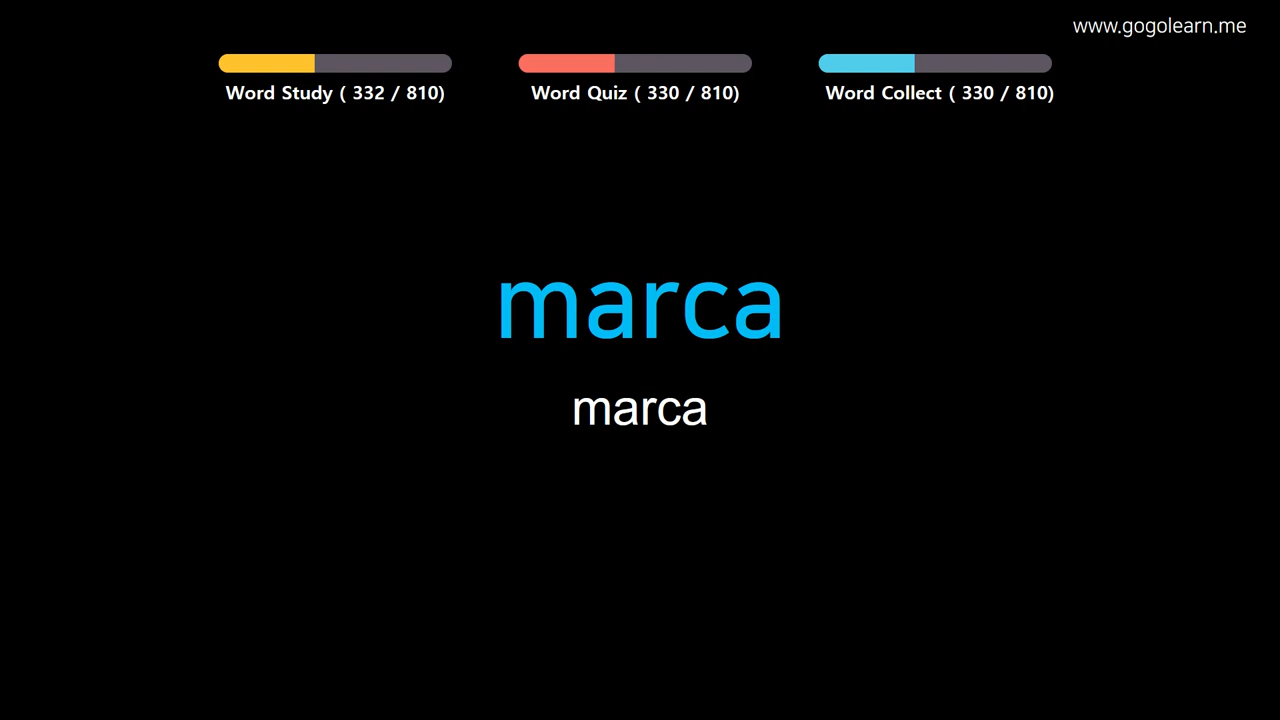 www.gogolearn.me
Word Study ( 332 / 810)
Word Quiz ( 330 / 810)
Word Collect ( 330 / 810)
marca
marca